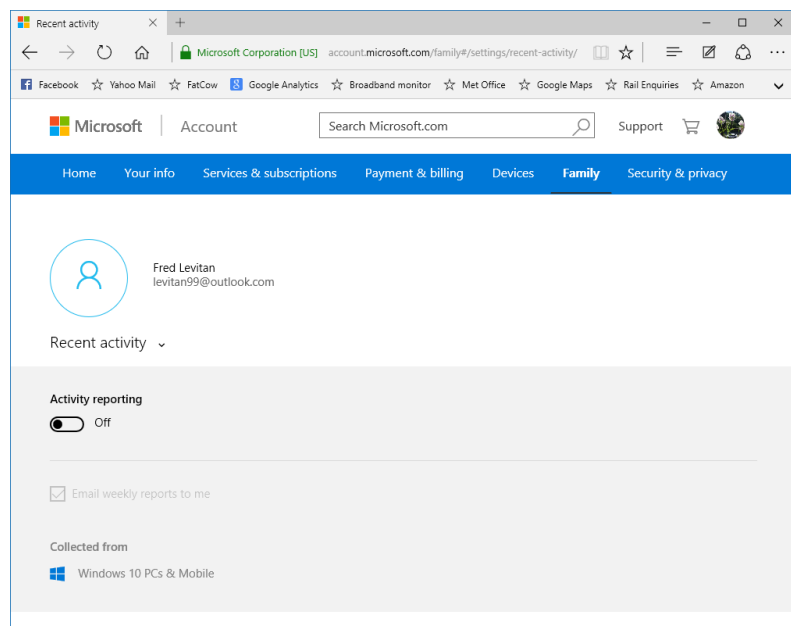 Recent activity
Microsoft Corporation [US] account.microsoft.com/family#/settings/recent-activity/
Facebook Yahoo Mail FatCow Google Analytics Broadband monitor Met Office Google Maps Rail Enquiries Amazon
Microsoft Account Search Microsoft.com Support
Home Your info Services & subscriptions Payment & billing Devices Family Security & privacy
Fred Levitan
levitan99@outlook.com
Recent activity
Activity reporting
Off
Email weekly reports to me
Collected from
Windows 10 PCs & Mobile